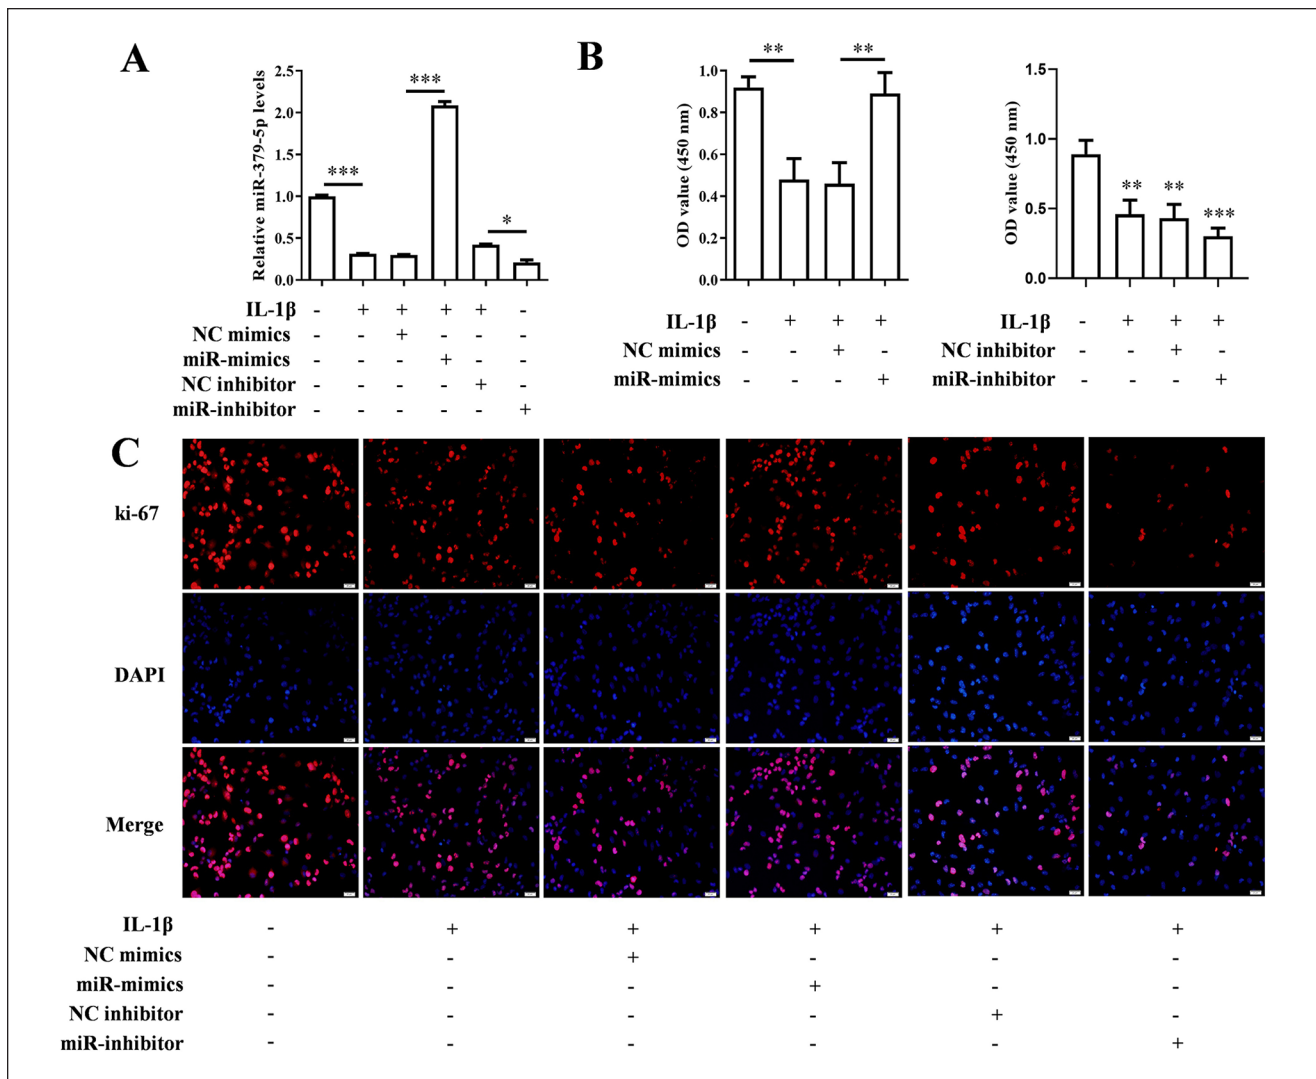 A
B
Relative miR-379-5p levels
2.5
2.0
1.5
1.0
0.5
0.0
***
***
*
IL-1β - + + + + -
NC mimics - - + - - -
miR-mimics - - - + - -
NC inhibitor - - - - + -
miR-inhibitor - - - - - +
OD value (450 nm)
1.0
0.8
0.6
0.4
0.2
0.0
**
**
IL-1β - + + +
NC mimics - - + -
miR-mimics - - - +
OD value (450 nm)
1.5
1.0
0.5
0.0
**
**
***
IL-1β - + + +
NC inhibitor - - + -
miR-inhibitor - - - +
C
ki-67
DAPI
Merge
IL-1β - + + + + +
NC mimics - - + - - -
miR-mimics - - - + - -
NC inhibitor - - - - + -
miR-inhibitor - - - - - +